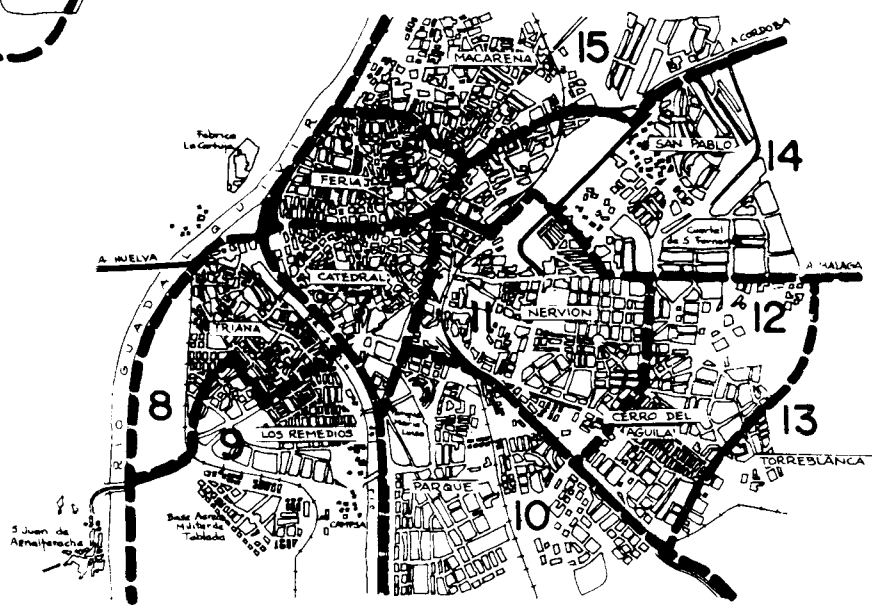 15
MACARENA
A CORDOBA
Fabrica
La Cartuja
SAN PABLO
14
FERIA
RIO GUADALQUIVIR
Cuartel
de S. Fernando
A HUELVA
CATEDRAL
A MALAGA
11
NERVION
12
TRIANA
8
9
LOS REMEDIOS
CERRO DEL
AGUILA
13
TORREBLANCA
PARQUE
10
S. Juan de
Aznalfarache
Base Aerea
Militar de
Tablada
CAMPSA